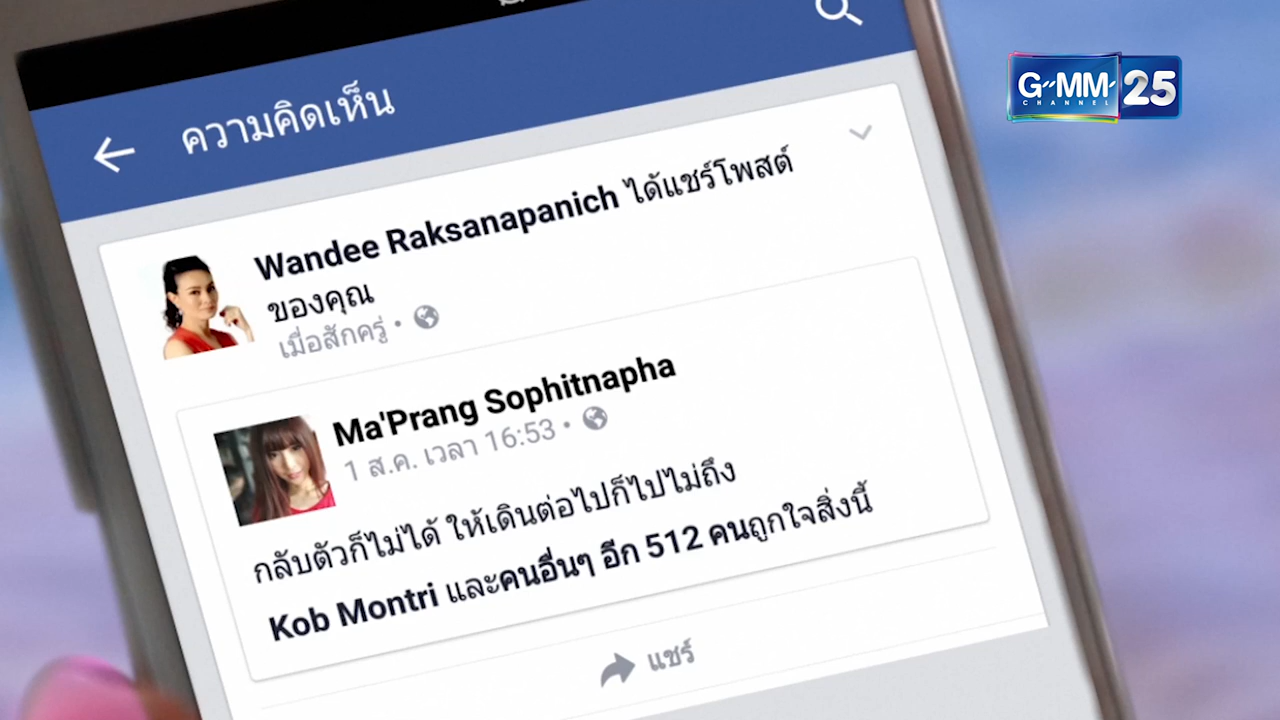 GMM 25
CHANNEL
ความคิดเห็น
Wandee Raksanapanich ได้แชร์โพสต์
ของคุณ
เมื่อสักครู่ •
Ma'Prang Sophitnapha
1 ส.ค. เวลา 16:53 •
กลับตัวก็ไม่ได้ ให้เดินต่อไปก็ไปไม่ถึง
Kob Montri และคนอื่นๆ อีก 512 คนถูกใจสิ่งนี้
แชร์